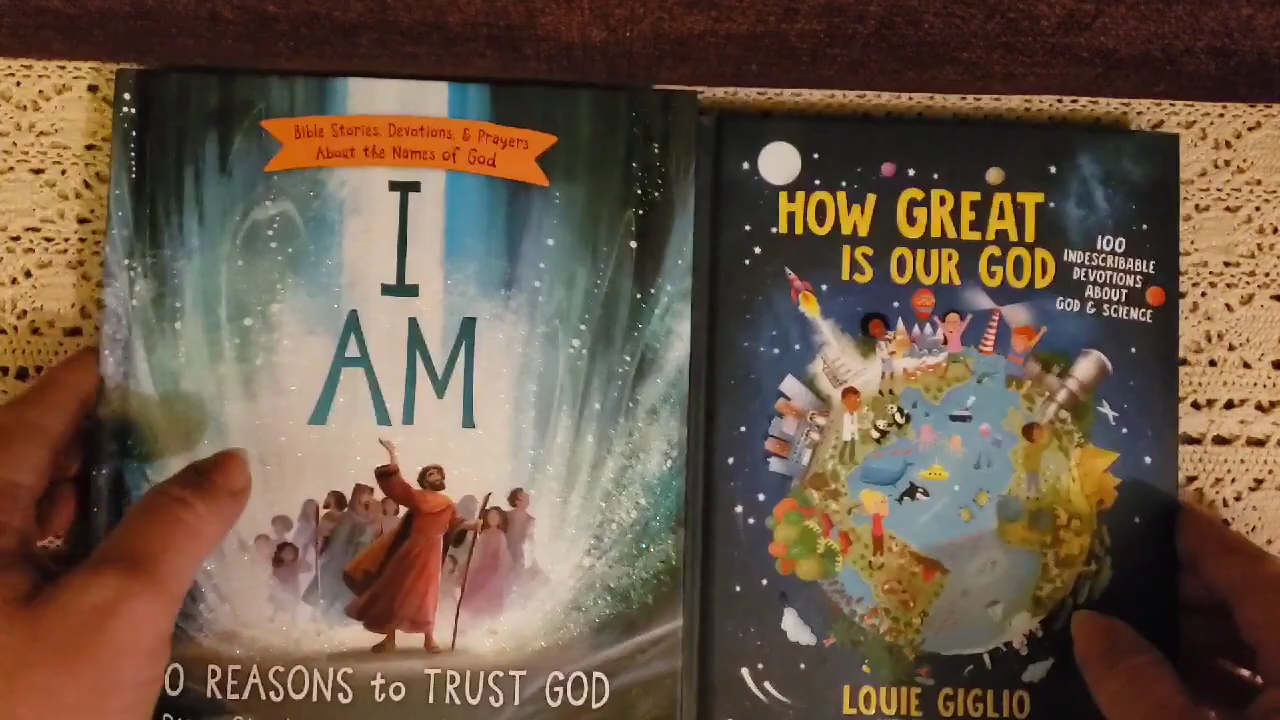 Bible Stories, Devotions, & Prayers
About the Names of God
I
AM
0 REASONS to TRUST GOD
HOW GREAT
IS OUR GOD
100
INDESCRIBABLE
DEVOTIONS
ABOUT
GOD & SCIENCE
LOUIE GIGLIO